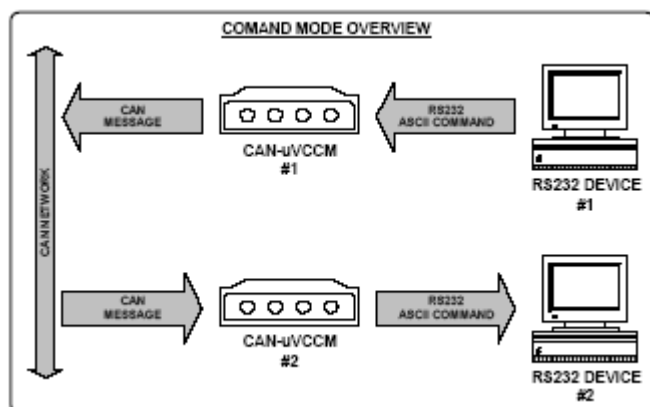 COMAND MODE OVERVIEW
CAN
MESSAGE
CAN-uVCCM
#1
RS232
ASCII COMMAND
RS232 DEVICE
#1
CAN NETWORK
CAN
MESSAGE
CAN-uVCCM
#2
RS232
ASCII COMMAND
RS232 DEVICE
#2